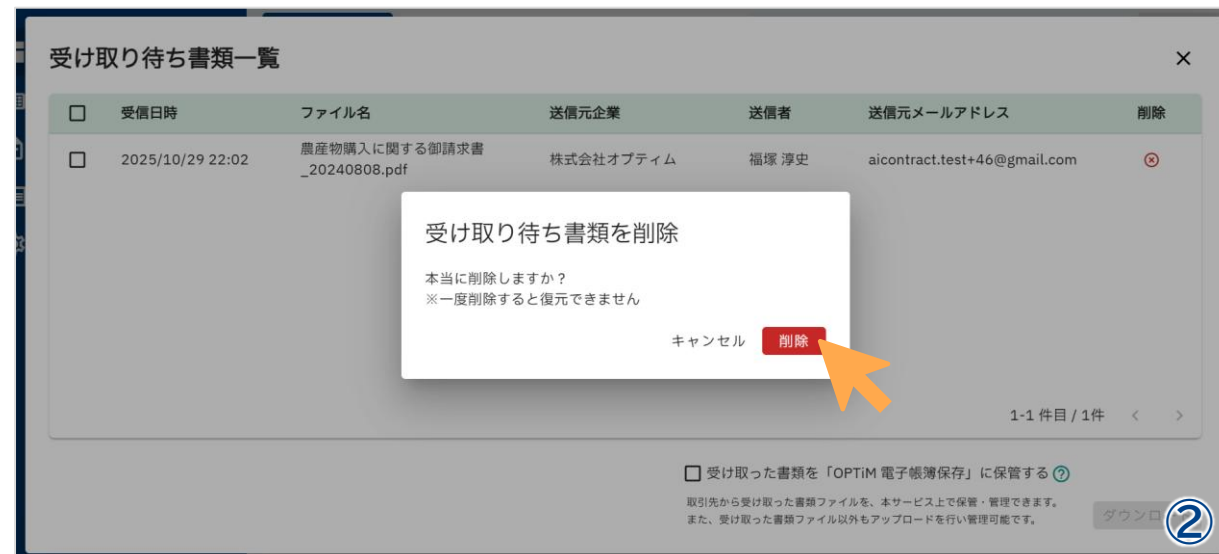 受け取り待ち書類一覧
受信日時 ファイル名 送信元企業 送信者 送信元メールアドレス 削除
2025/10/29 22:02 農産物購入に関する御請求書 株式会社オプティム 福塚 淳史 aicontract.test+46@gmail.com
_20240808.pdf
受け取り待ち書類を削除
本当に削除しますか？
※一度削除すると復元できません
キャンセル 削除
1-1 件目 / 1件 < >
受け取った書類を「OPTiM 電子帳簿保存」に保管する ?
取引先から受け取った書類ファイルを、本サービス上で保管・管理できます。
また、受け取った書類ファイル以外もアップロードを行い管理可能です。
ダウンロ
②